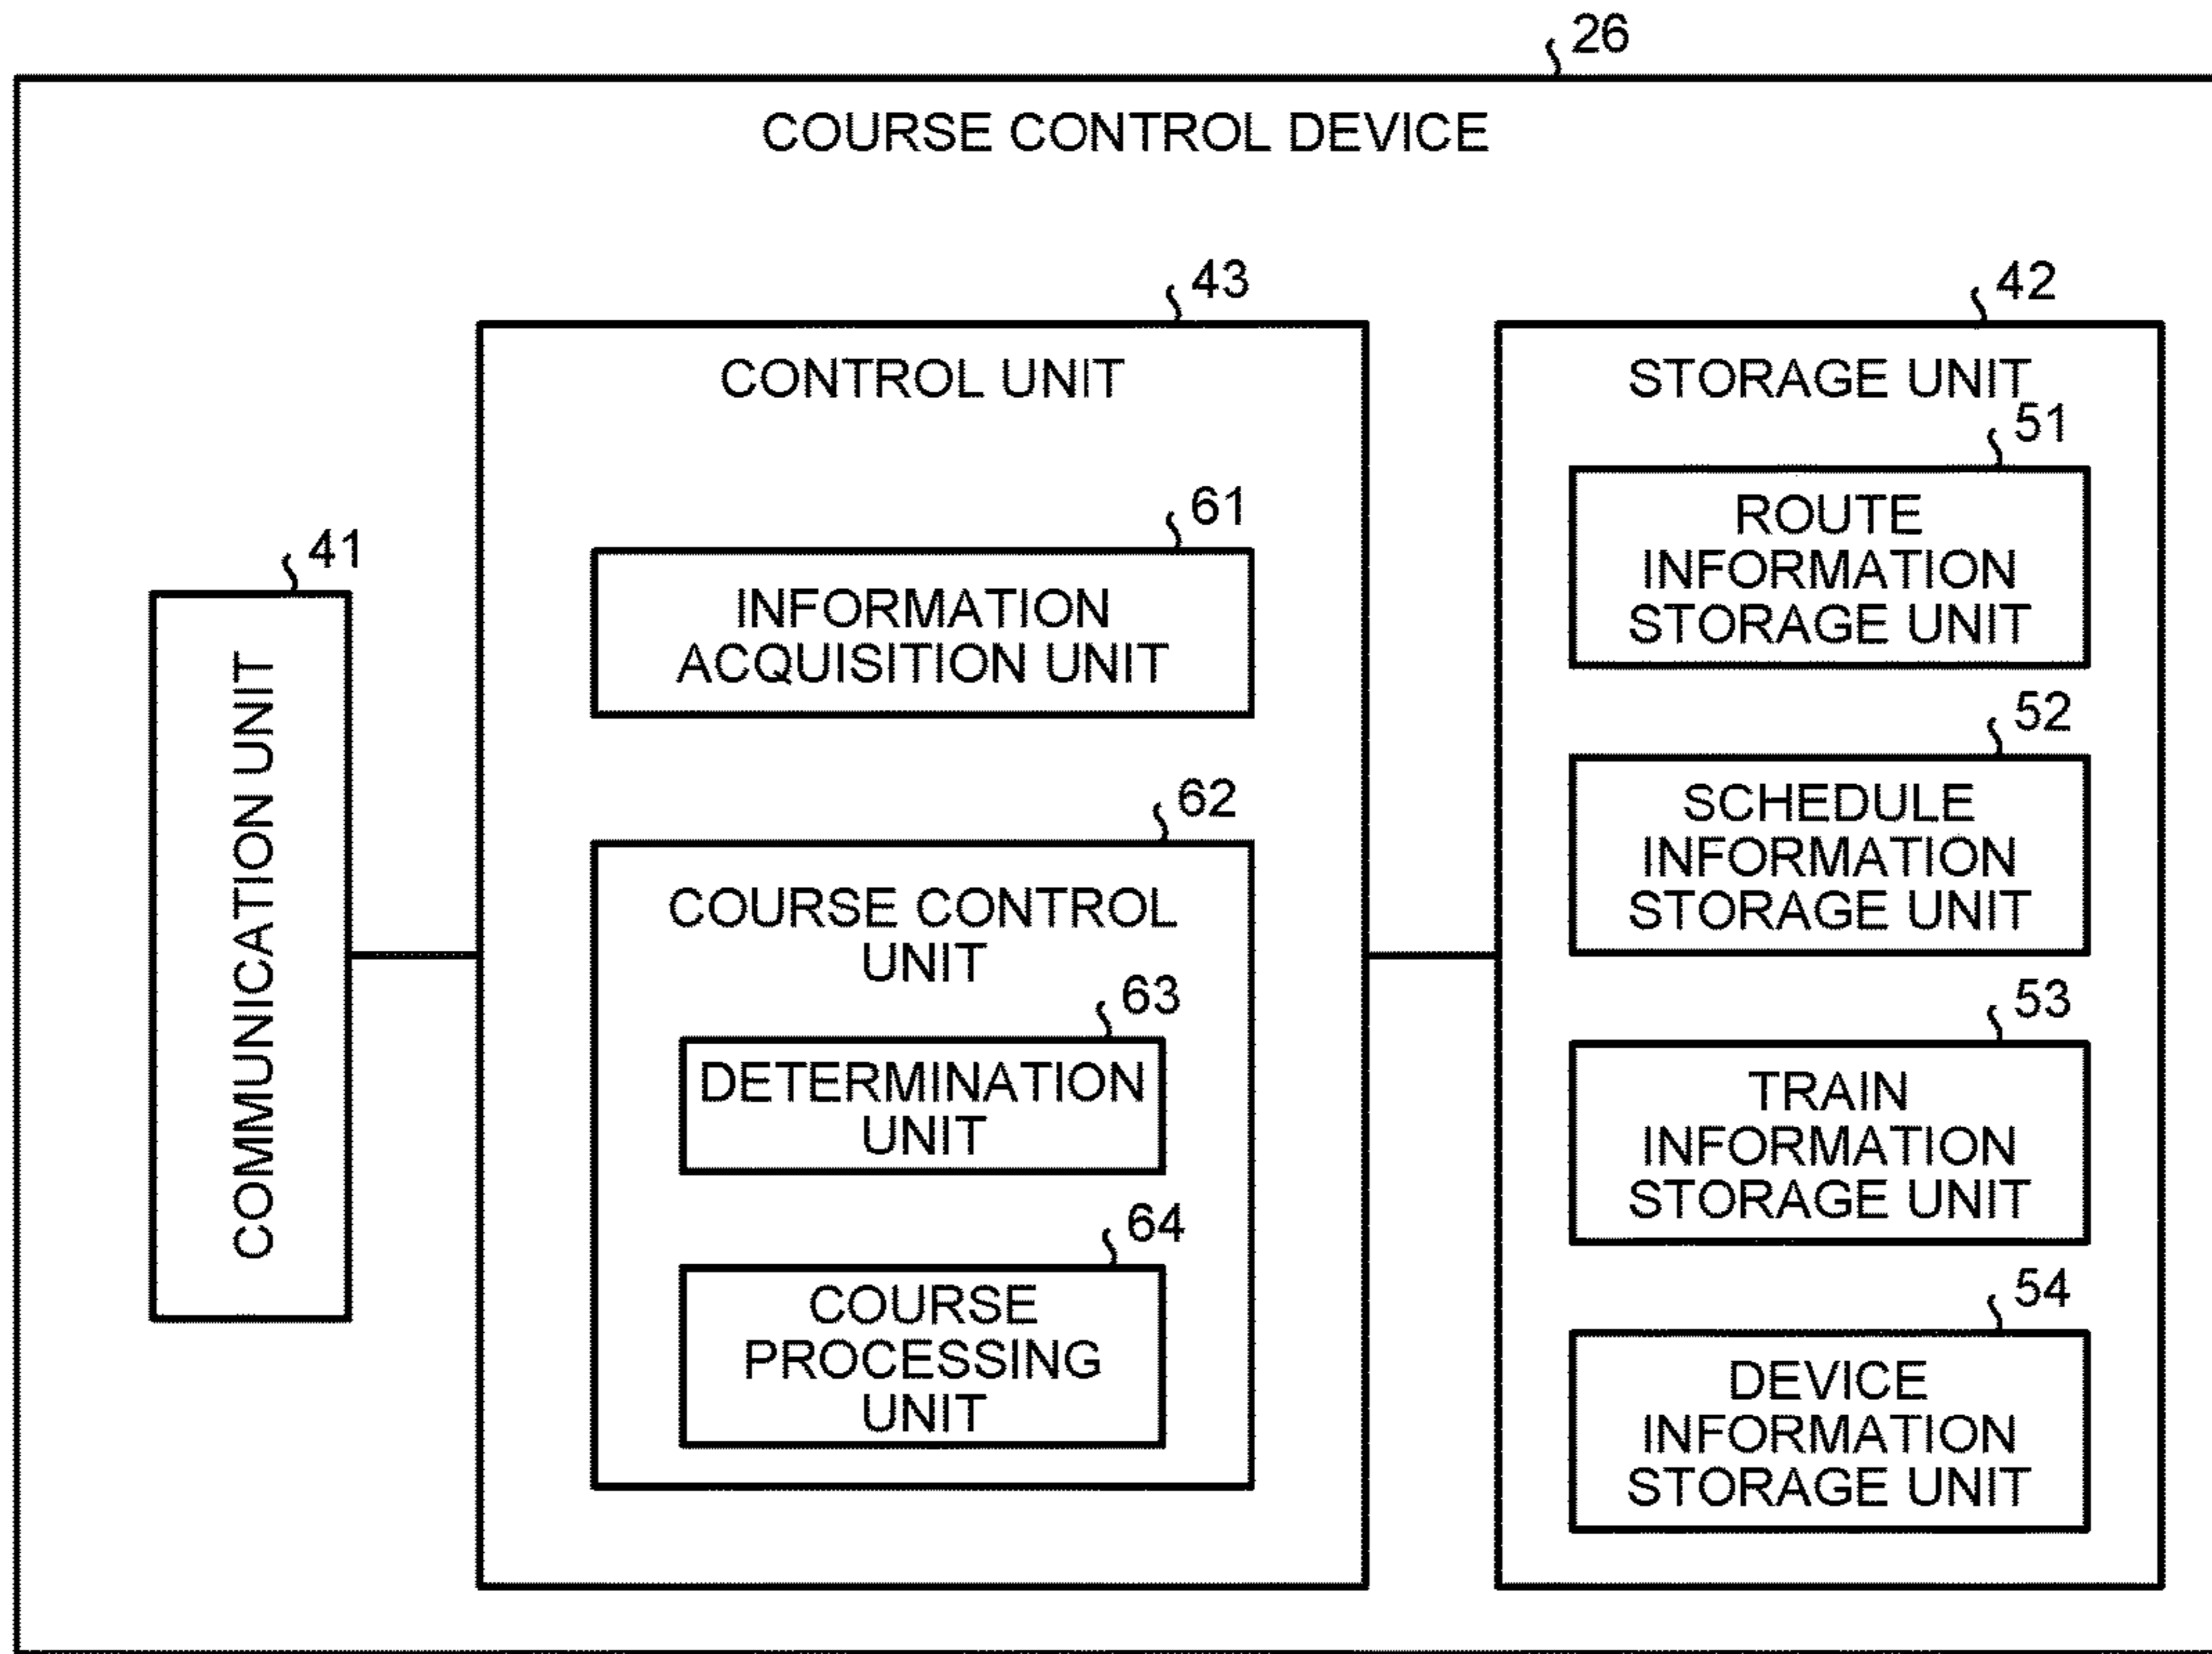 26
COURSE CONTROL DEVICE
41
COMMUNICATION UNIT
43
CONTROL UNIT
61
INFORMATION
ACQUISITION UNIT
62
COURSE CONTROL
UNIT
63
DETERMINATION
UNIT
64
COURSE
PROCESSING
UNIT
42
STORAGE UNIT
51
ROUTE
INFORMATION
STORAGE UNIT
52
SCHEDULE
INFORMATION
STORAGE UNIT
53
TRAIN
INFORMATION
STORAGE UNIT
54
DEVICE
INFORMATION
STORAGE UNIT